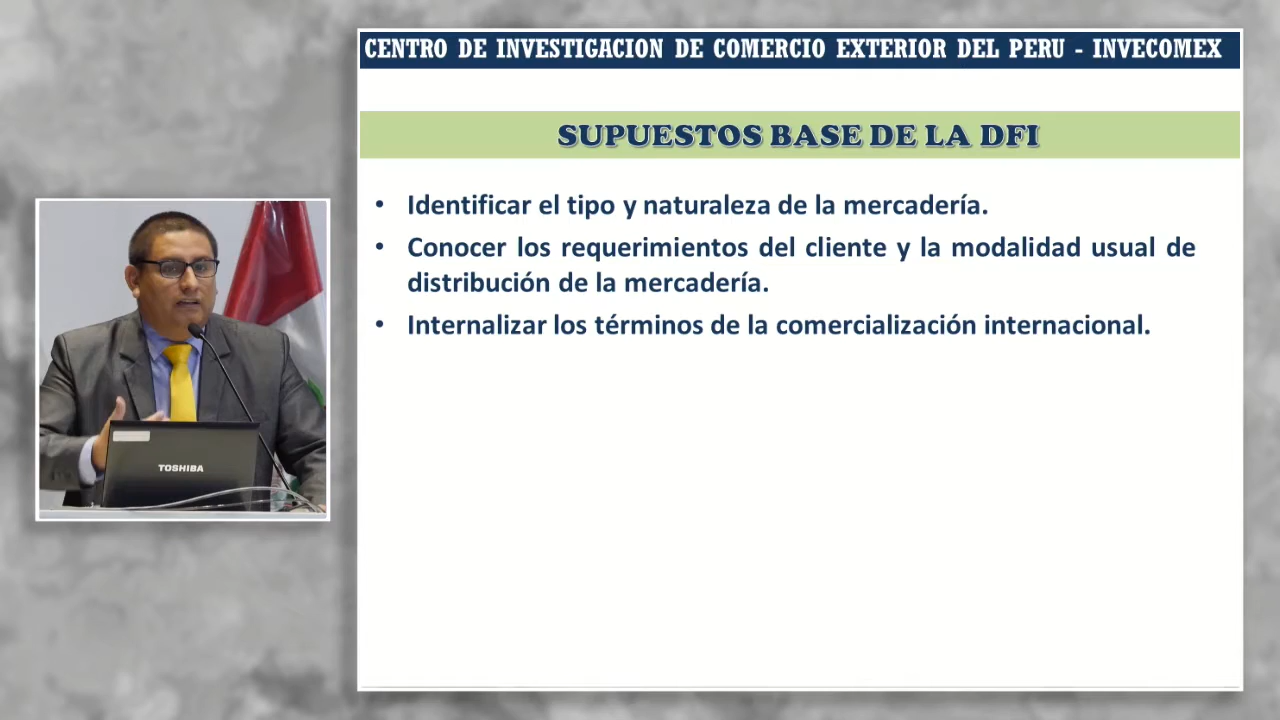 CENTRO DE INVESTIGACION DE COMERCIO EXTERIOR DEL PERU - INVECOMEX
SUPUESTOS BASE DE LA DFI
• Identificar el tipo y naturaleza de la mercadería.
• Conocer los requerimientos del cliente y la modalidad usual de
distribución de la mercadería.
• Internalizar los términos de la comercialización internacional.
TOSHIBA